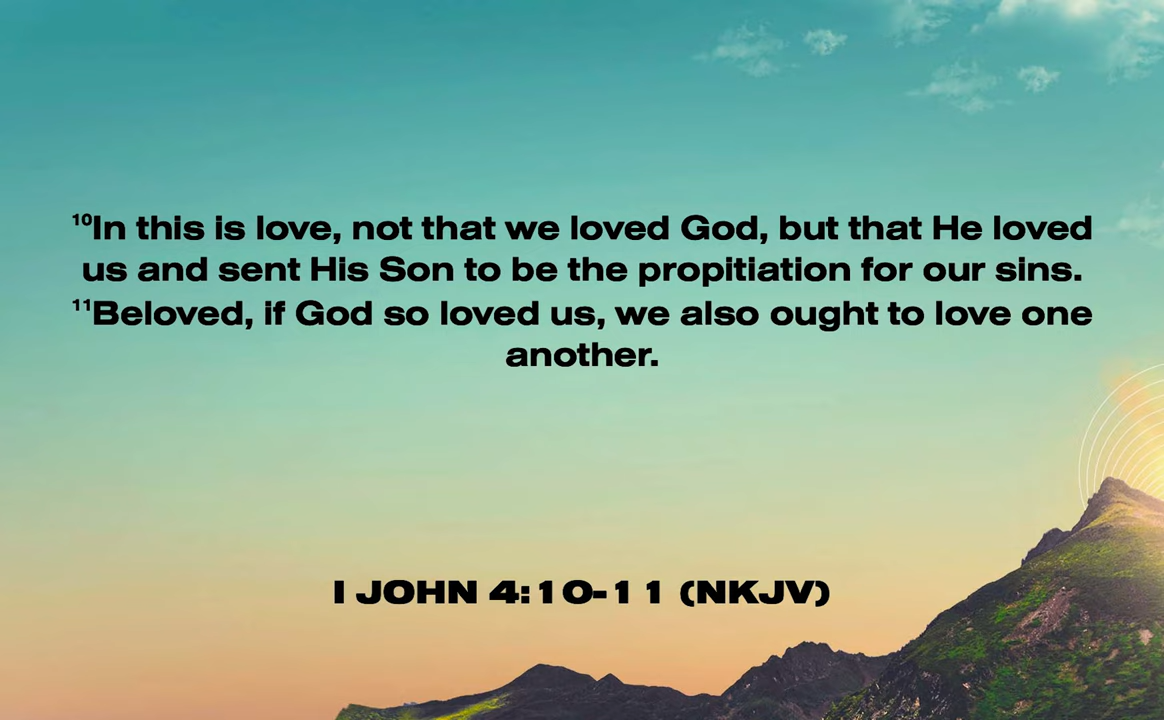 ¹⁰In this is love, not that we loved God, but that He loved
us and sent His Son to be the propitiation for our sins.
¹¹Beloved, if God so loved us, we also ought to love one
another.
I JOHN 4:10-11 (NKJV)